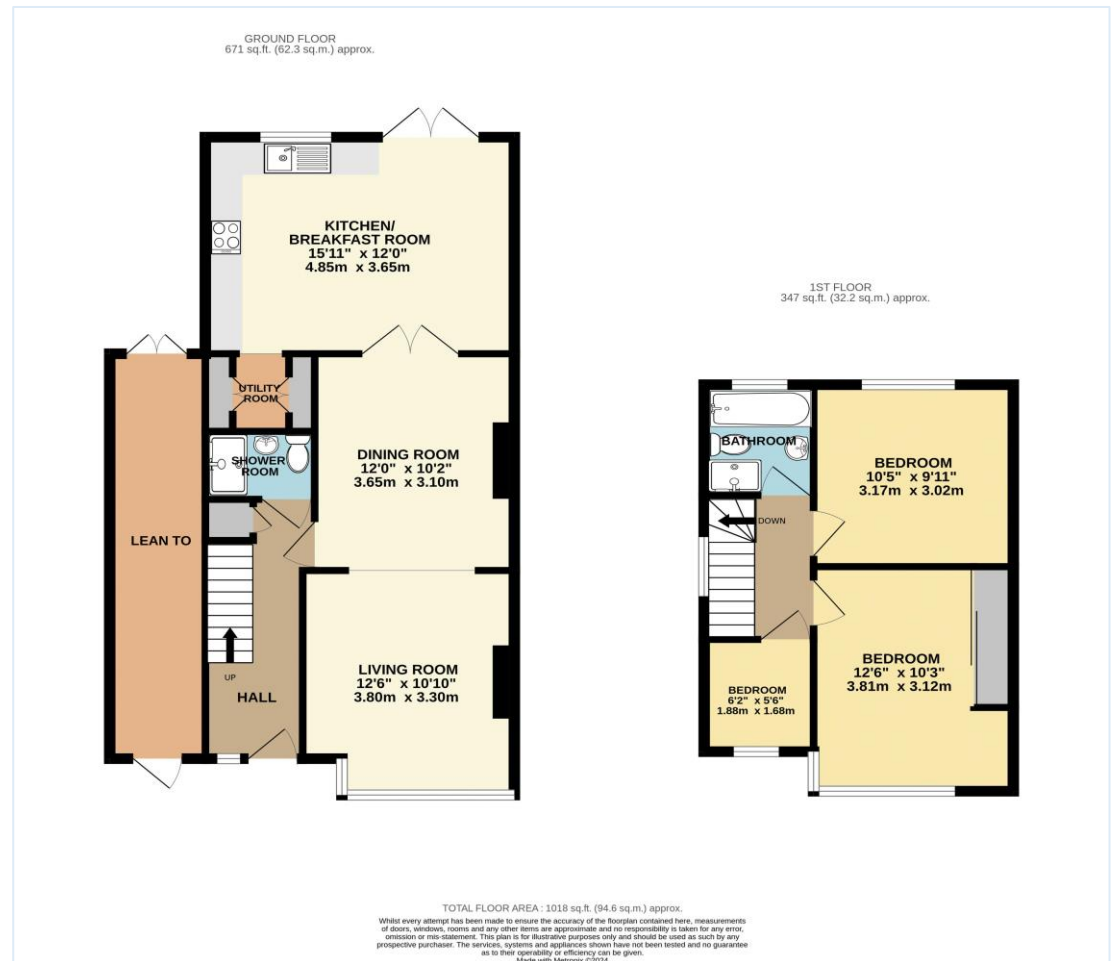 GROUND FLOOR
671 sq.ft. (62.3 sq.m.) approx.
KITCHEN/
BREAKFAST ROOM
15'11" x 12'0"
4.85m x 3.65m
UTILITY
ROOM
SHOWER
ROOM
DINING ROOM
12'0" x 10'2"
3.65m x 3.10m
LEAN TO
UP
HALL
LIVING ROOM
12'6" x 10'10"
3.80m x 3.30m
1ST FLOOR
347 sq.ft. (32.2 sq.m.) approx.
BATHROOM
BEDROOM
10'5" x 9'11"
3.17m x 3.02m
DOWN
BEDROOM
12'6" x 10'3"
3.81m x 3.12m
BEDROOM
6'2" x 5'6"
1.88m x 1.68m
TOTAL FLOOR AREA : 1018 sq.ft. (94.6 sq.m.) approx.
Whilst every attempt has been made to ensure the accuracy of the floorplan contained here, measurements
of doors, windows, rooms and any other items are approximate and no responsibility is taken for any error,
omission or mis-statement. This plan is for illustrative purposes only and should be used as such by any
prospective purchaser. The services, systems and appliances shown have not been tested and no guarantee
as to their operability or efficiency can be given.
Made with Metropix ©2024